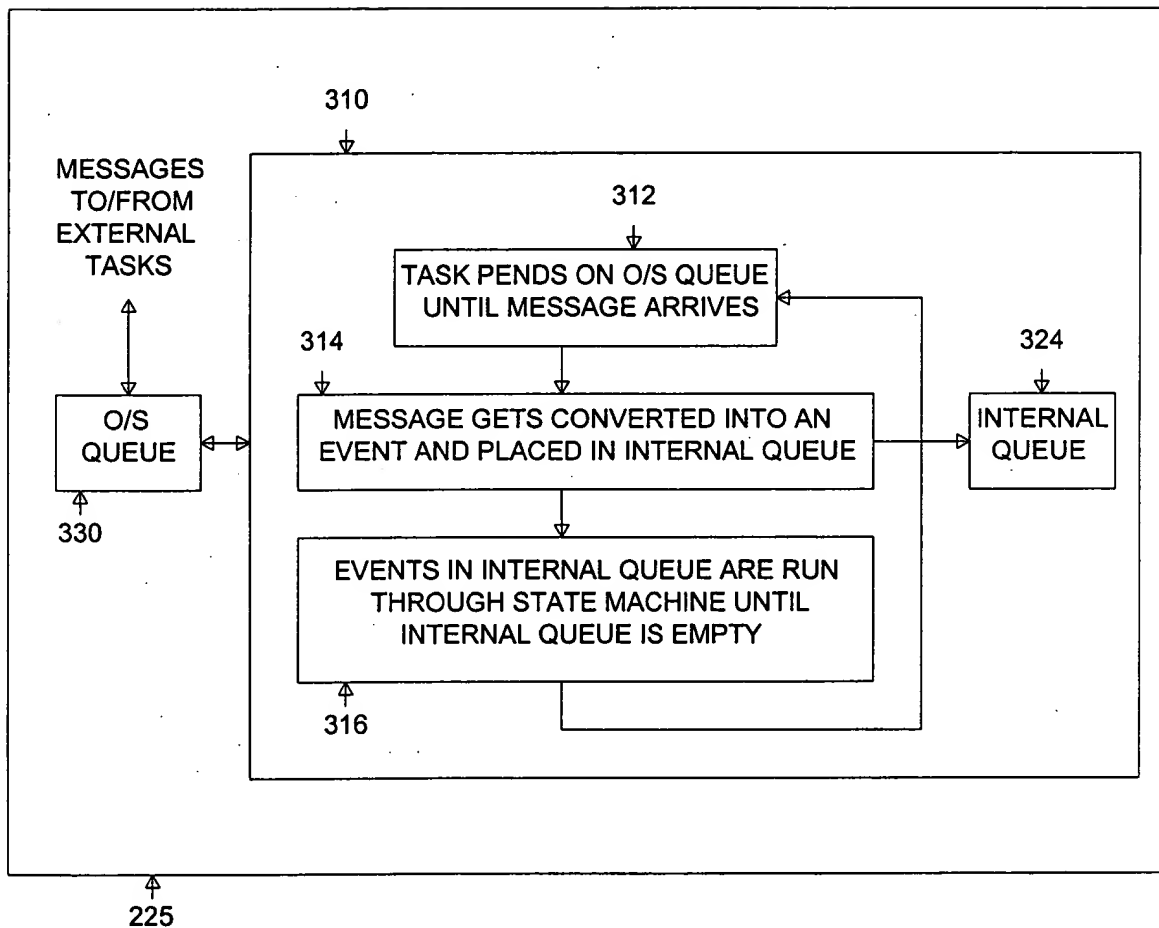 310
MESSAGES
TO/FROM
EXTERNAL
TASKS
312
TASK PENDS ON O/S QUEUE
UNTIL MESSAGE ARRIVES
314
324
O/S
QUEUE
MESSAGE GETS CONVERTED INTO AN
EVENT AND PLACED IN INTERNAL QUEUE
INTERNAL
QUEUE
330
EVENTS IN INTERNAL QUEUE ARE RUN
THROUGH STATE MACHINE UNTIL
INTERNAL QUEUE IS EMPTY
316
225